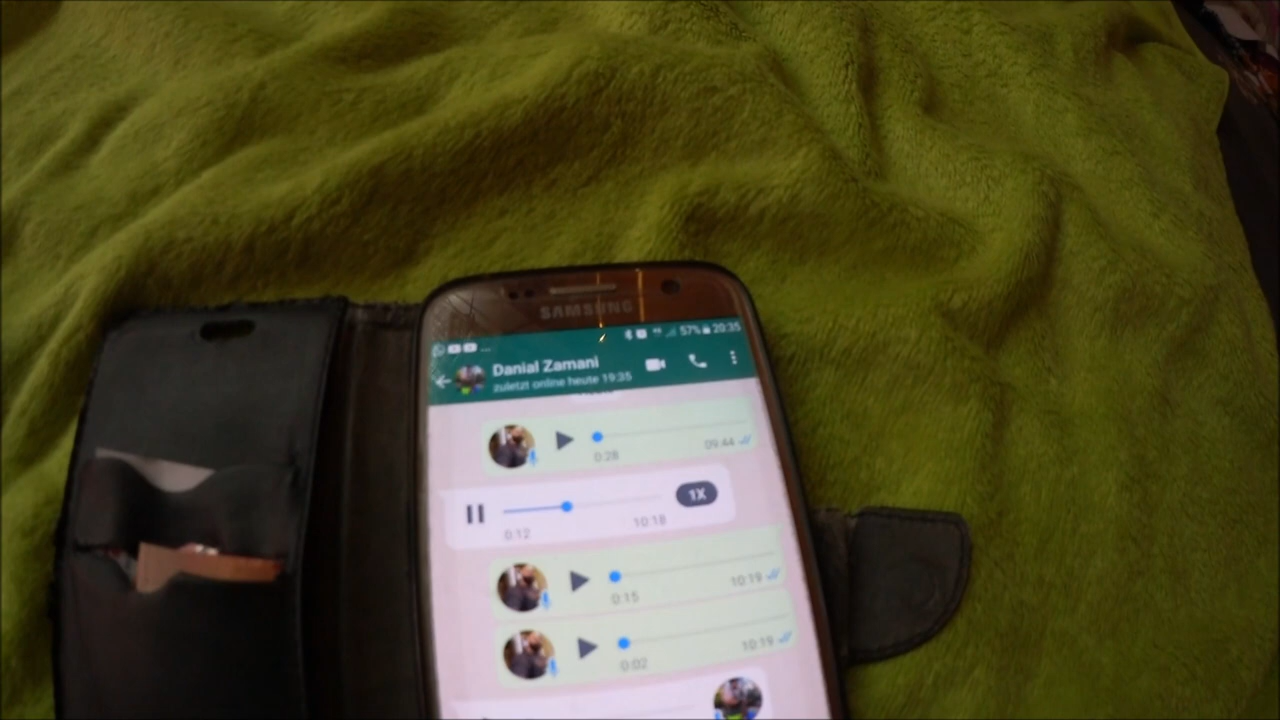 SAMSUNG
57% 20:35
Danial Zamani
zuletzt online heute 19:35
0:28 09:44
1X
0:12 10:18
0:15 10:19
0:02 10:19